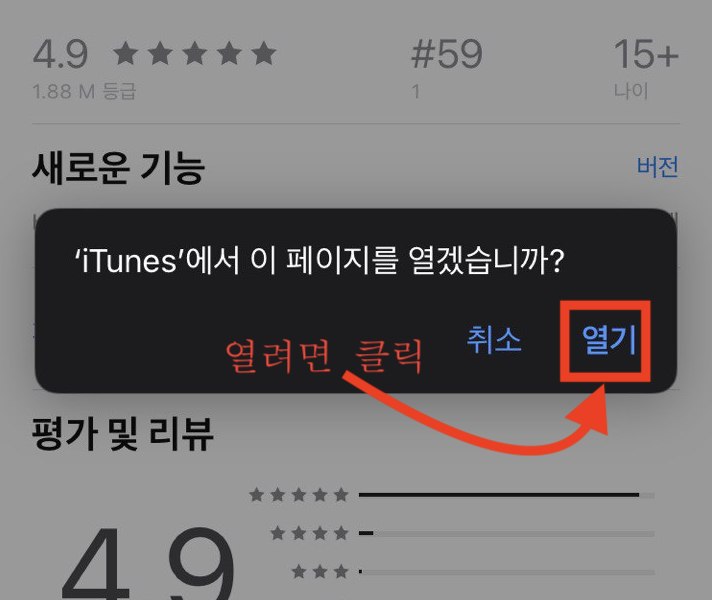 4.9 ★★★★★ #59 15+
1.88 M 등급 1 나이
새로운 기능 버전
‘iTunes’에서 이 페이지를 열겠습니까?
열려면 클릭 취소 열기
평가 및 리뷰
★★★★★
★★★★
4.9 ★★★